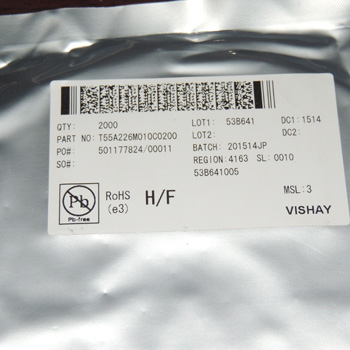 QTY: 2000 LOT1: 53B641 DC1:1514
PART NO: T55A226M010C0200 LOT2: DC2:
PO#: 501177824/00011 BATCH: 201514JP
SO#: REGION:4163 SL:0010
53B641005
Pb
Pb-free
RoHS
(e3)
H/F
MSL:3
VISHAY